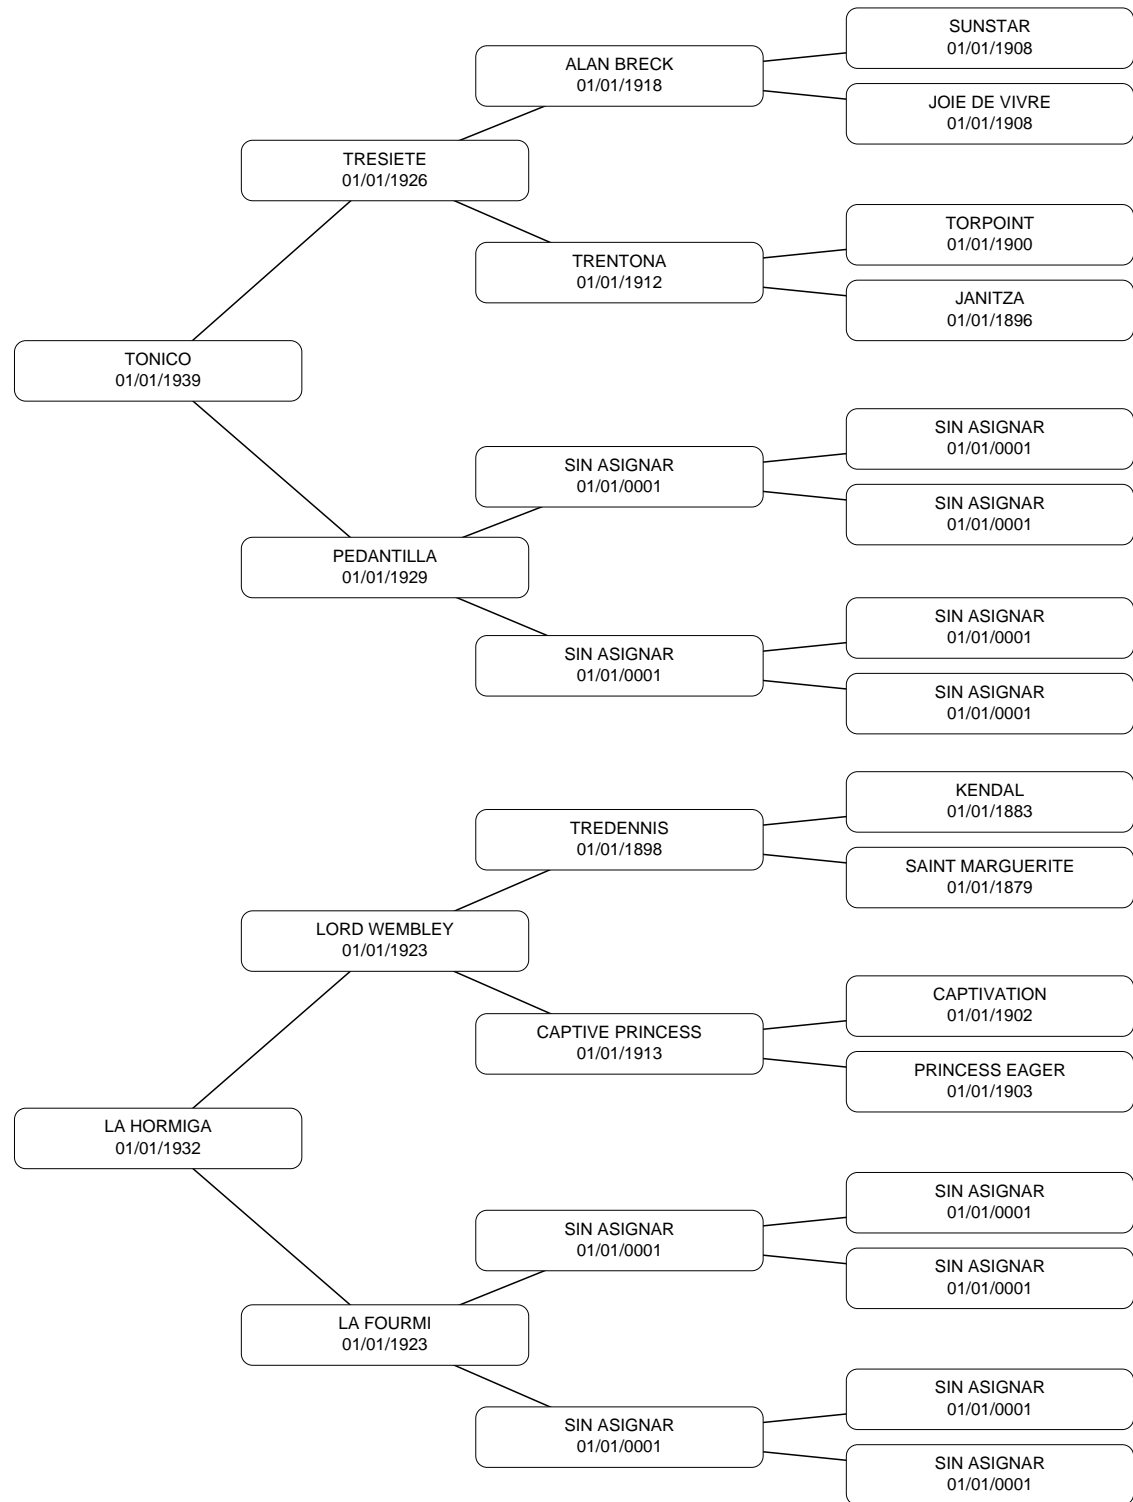 SUNSTAR
01/01/1908
ALAN BRECK
01/01/1918
JOIE DE VIVRE
01/01/1908
TRESIETE
01/01/1926
TORPOINT
01/01/1900
TRENTONA
01/01/1912
JANITZA
01/01/1896
TONICO
01/01/1939
SIN ASIGNAR
01/01/0001
SIN ASIGNAR
01/01/0001
SIN ASIGNAR
01/01/0001
PEDANTILLA
01/01/1929
SIN ASIGNAR
01/01/0001
SIN ASIGNAR
01/01/0001
SIN ASIGNAR
01/01/0001
KENDAL
01/01/1883
TREDENNIS
01/01/1898
SAINT MARGUERITE
01/01/1879
LORD WEMBLEY
01/01/1923
CAPTIVATION
01/01/1902
CAPTIVE PRINCESS
01/01/1913
PRINCESS EAGER
01/01/1903
LA HORMIGA
01/01/1932
SIN ASIGNAR
01/01/0001
SIN ASIGNAR
01/01/0001
SIN ASIGNAR
01/01/0001
LA FOURMI
01/01/1923
SIN ASIGNAR
01/01/0001
SIN ASIGNAR
01/01/0001
SIN ASIGNAR
01/01/0001